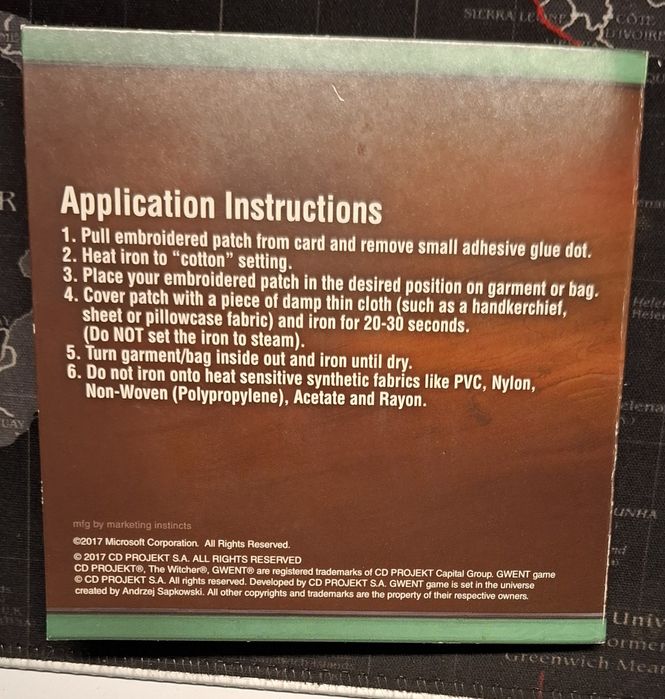 SIERRA LEONE
CÔTE
D'IVOIRE
Application Instructions
1. Pull embroidered patch from card and remove small adhesive glue dot.
2. Heat iron to “cotton” setting.
3. Place your embroidered patch in the desired position on garment or bag.
4. Cover patch with a piece of damp thin cloth (such as a handkerchief,
sheet or pillowcase fabric) and iron for 20-30 seconds.
(Do NOT set the iron to steam).
5. Turn garment/bag inside out and iron until dry.
6. Do not iron onto heat sensitive synthetic fabrics like PVC, Nylon,
Non-Woven (Polypropylene), Acetate and Rayon.
mfg by marketing instincts
©2017 Microsoft Corporation. All Rights Reserved.
© 2017 CD PROJEKT S.A. ALL RIGHTS RESERVED
CD PROJEKT®, The Witcher®, GWENT® are registered trademarks of CD PROJEKT Capital Group. GWENT game
© CD PROJEKT S.A. All rights reserved. Developed by CD PROJEKT S.A. GWENT game is set in the universe
created by Andrzej Sapkowski. All other copyrights and trademarks are the property of their respective owners.
Greenwich Mea